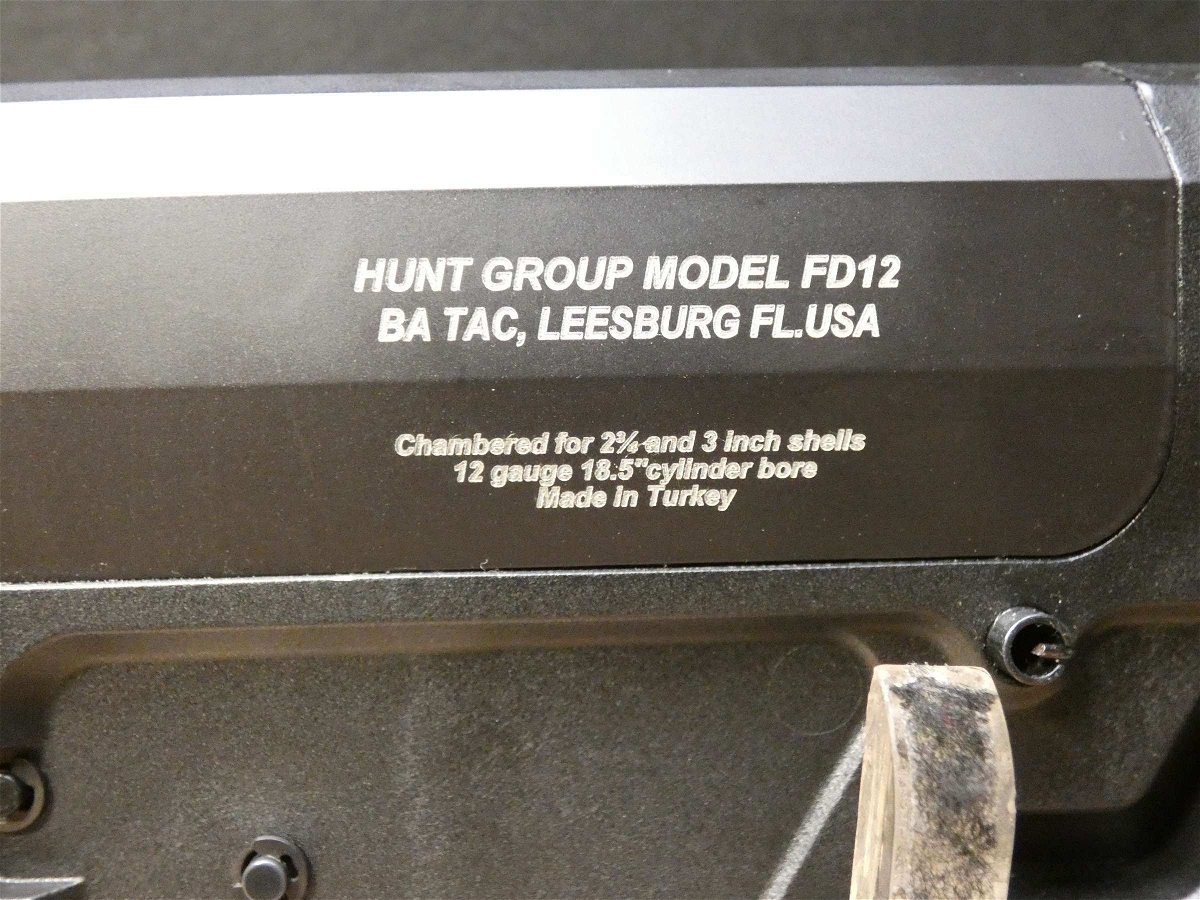 HUNT GROUP MODEL FD12
BA TAC, LEESBURG FL.USA
Chambered for 2¾ and 3 inch shells
12 gauge 18.5"cylinder bore
Made in Turkey